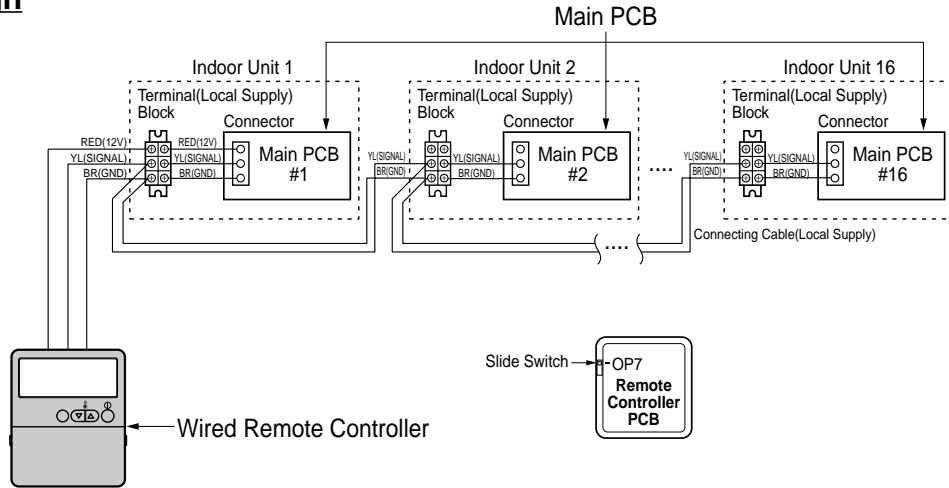 Main PCB
Indoor Unit 1
Indoor Unit 2
Indoor Unit 16
Terminal(Local Supply)
Block
Connector
RED(12V)
RED(12V)
YL(SIGNAL)
YL(SIGNAL)
BR(GND)
BR(GND)
Main PCB
#1
Terminal(Local Supply)
Block
Connector
YL(SIGNAL)
YL(SIGNAL)
BR(GND)
BR(GND)
Main PCB
#2
....
Terminal(Local Supply)
Block
Connector
YL(SIGNAL)
YL(SIGNAL)
BR(GND)
BR(GND)
Main PCB
#16
....
Connecting Cable(Local Supply)
Slide Switch
OP7
Remote
Controller
PCB
Wired Remote Controller